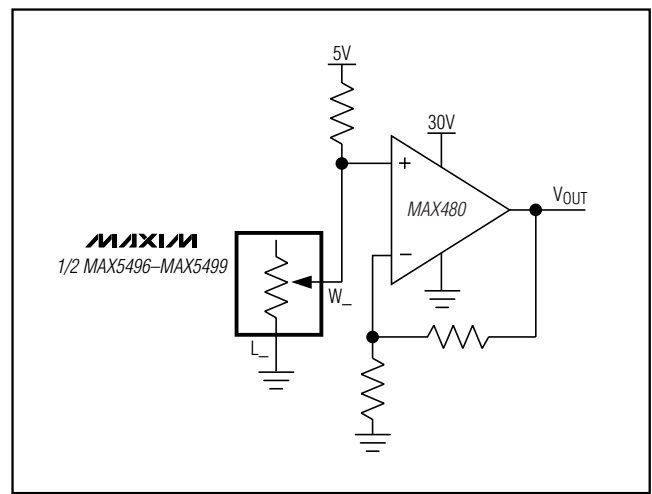 5V
30V
+
MAX480
VOUT
−
MAXIM
1/2 MAX5496–MAX5499
W_
L_